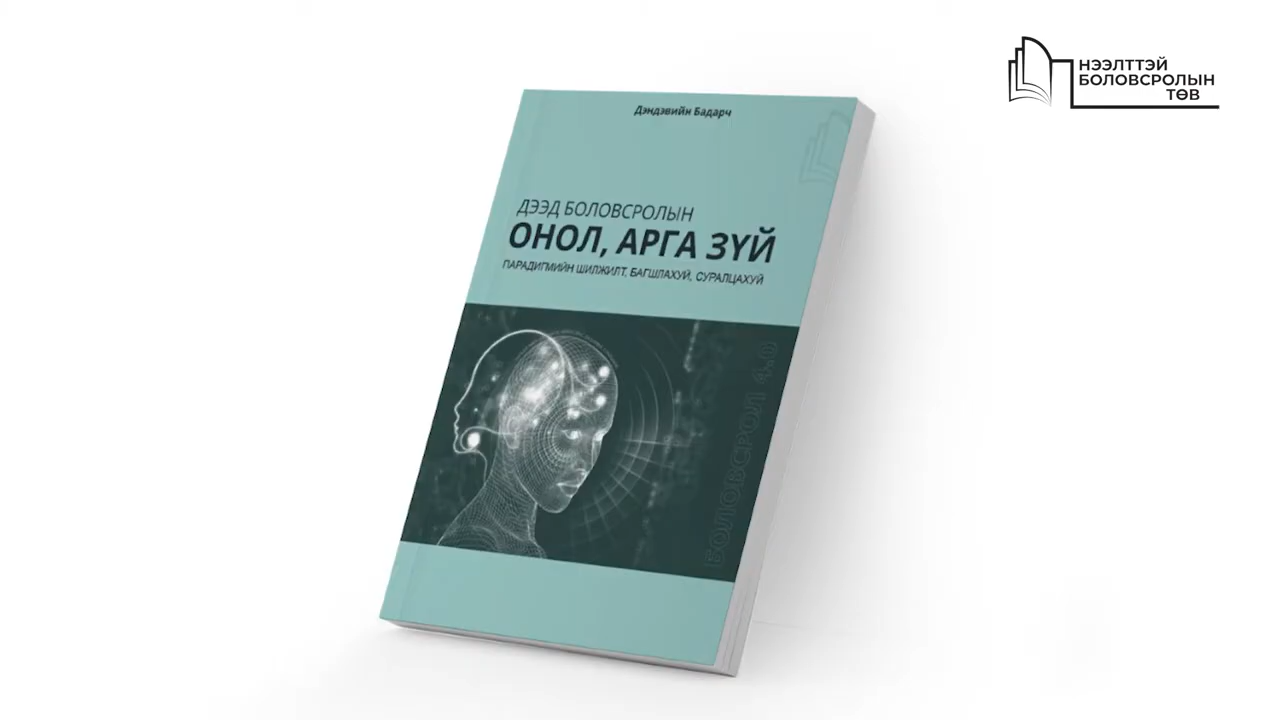 НЭЭЛТТЭЙ
БОЛОВСРОЛЫН
ТӨВ
Дэндэвийн Бадарч
ДЭЭД БОЛОВСРОЛЫН
ОНОЛ, АРГА ЗҮЙ
ПАРАДИГМИЙН ШИЛЖИЛТ, БАГШЛАХУЙ, СУРАЛЦАХУЙ
БОЛОВСРОЛ 4.0